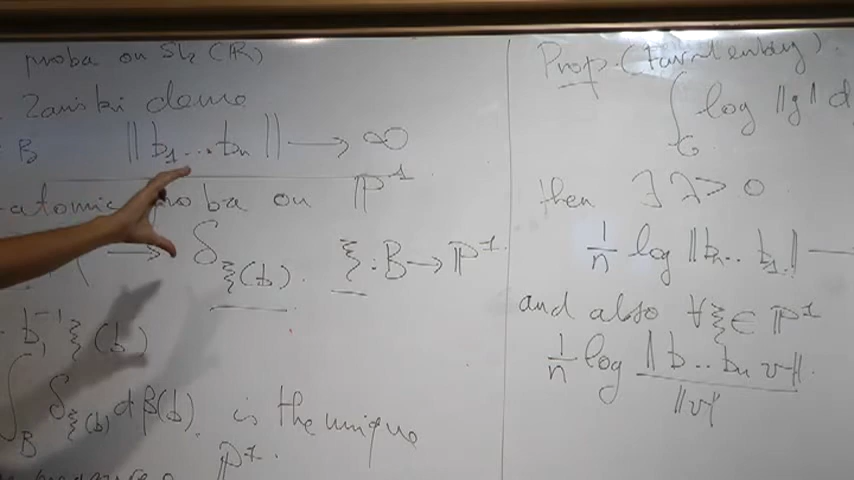 proba on SL₂(ℝ)
Zariski dense
B ‖b₁...bₙ‖ → ∞
-atomic proba on ℙ¹
→ δ_ξ(b). ξ: B → ℙ¹.
b₁⁻¹ ξ(b)
∫_B δ_ξ(b) dβ(b). is the unique
ℙ¹.
Prop. (Furstenberg).
∫_G log ‖g‖ d
then ∃ λ > 0
1/n log ‖bₙ.. b₁.‖ —
and also ∀ξ ∈ ℙ¹
1/n log ‖b..bₙ v‖.
‖v‖